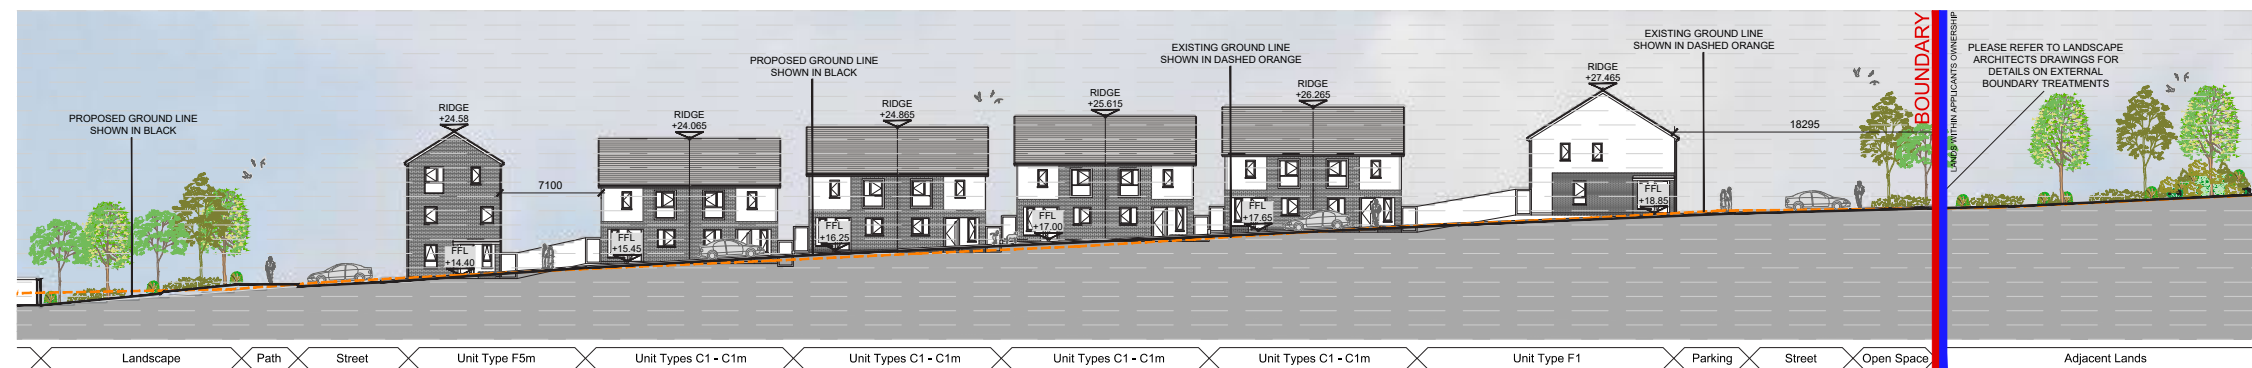 PROPOSED GROUND LINE
SHOWN IN BLACK
RIDGE
+24.58
7100
RIDGE
+24.065
PROPOSED GROUND LINE
SHOWN IN BLACK
RIDGE
+24.865
RIDGE
+25.615
EXISTING GROUND LINE
SHOWN IN DASHED ORANGE
RIDGE
+26.265
RIDGE
+27.465
EXISTING GROUND LINE
SHOWN IN DASHED ORANGE
18295
BOUNDARY
LANDS WITHIN APPLICANTS OWNERSHIP
PLEASE REFER TO LANDSCAPE
ARCHITECTS DRAWINGS FOR
DETAILS ON EXTERNAL
BOUNDARY TREATMENTS
FFL
+14.40
FFL
+15.45
FFL
+16.25
FFL
+17.00
FFL
+17.65
FFL
+18.85
Landscape
Path
Street
Unit Type F5m
Unit Types C1 - C1m
Unit Types C1 - C1m
Unit Types C1 - C1m
Unit Types C1 - C1m
Unit Type F1
Parking
Street
Open Space
Adjacent Lands